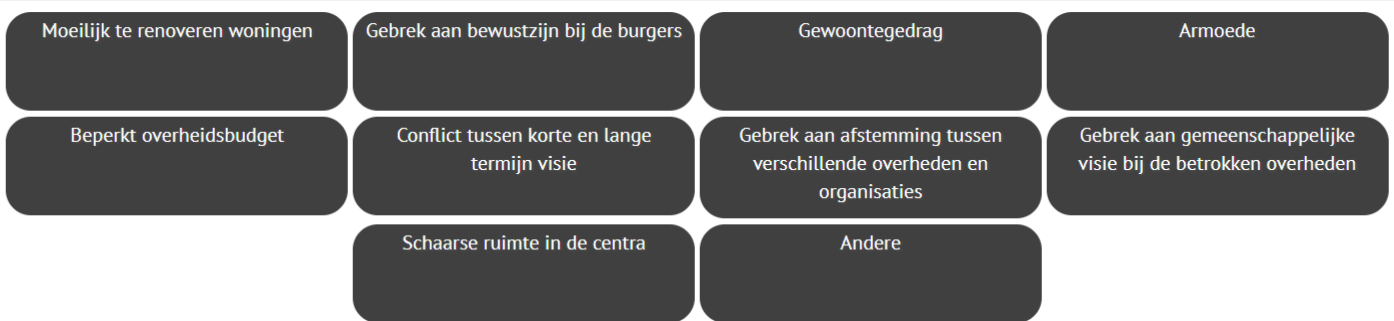 Moeilijk te renoveren woningen
Gebrek aan bewustzijn bij de burgers
Gewoontegedrag
Armoede
Beperkt overheidsbudget
Conflict tussen korte en lange
termijn visie
Gebrek aan afstemming tussen
verschillende overheden en
organisaties
Gebrek aan gemeenschappelijke
visie bij de betrokken overheden
Schaarse ruimte in de centra
Andere